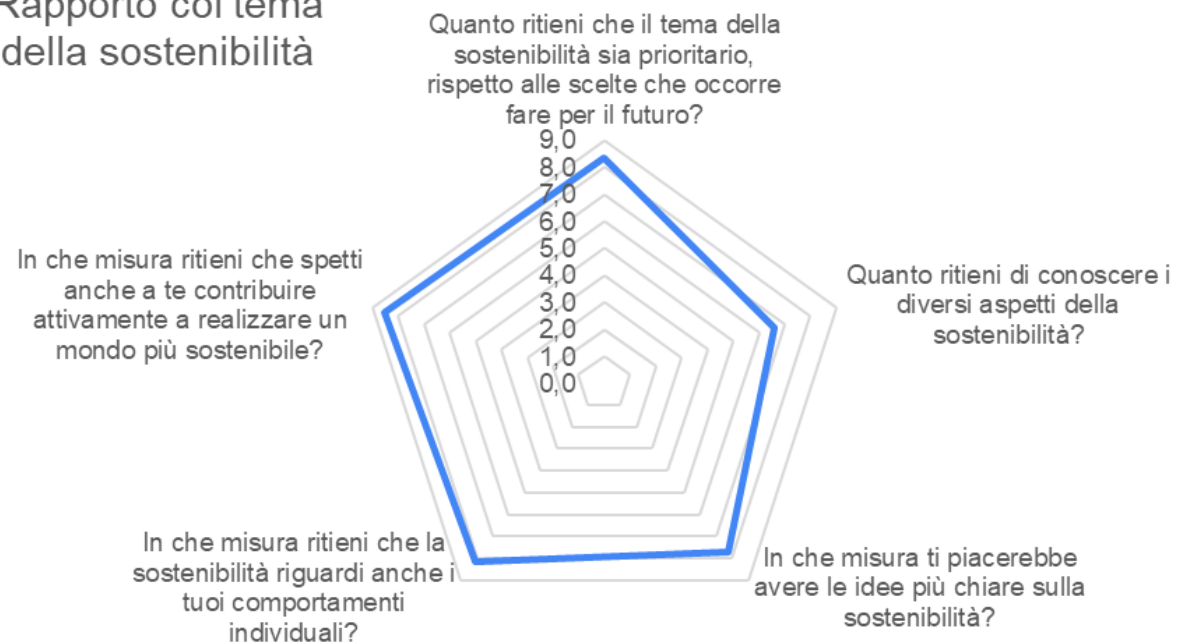 Rapporto col tema
della sostenibilità
Quanto ritieni che il tema della
sostenibilità sia prioritario,
rispetto alle scelte che occorre
fare per il futuro?
9,0
8,0
7,0
6,0
5,0
4,0
3,0
2,0
1,0
0,0
Quanto ritieni di conoscere i
diversi aspetti della
sostenibilità?
In che misura ti piacerebbe
avere le idee più chiare sulla
sostenibilità?
In che misura ritieni che la
sostenibilità riguardi anche i
tuoi comportamenti
individuali?
In che misura ritieni che spetti
anche a te contribuire
attivamente a realizzare un
mondo più sostenibile?